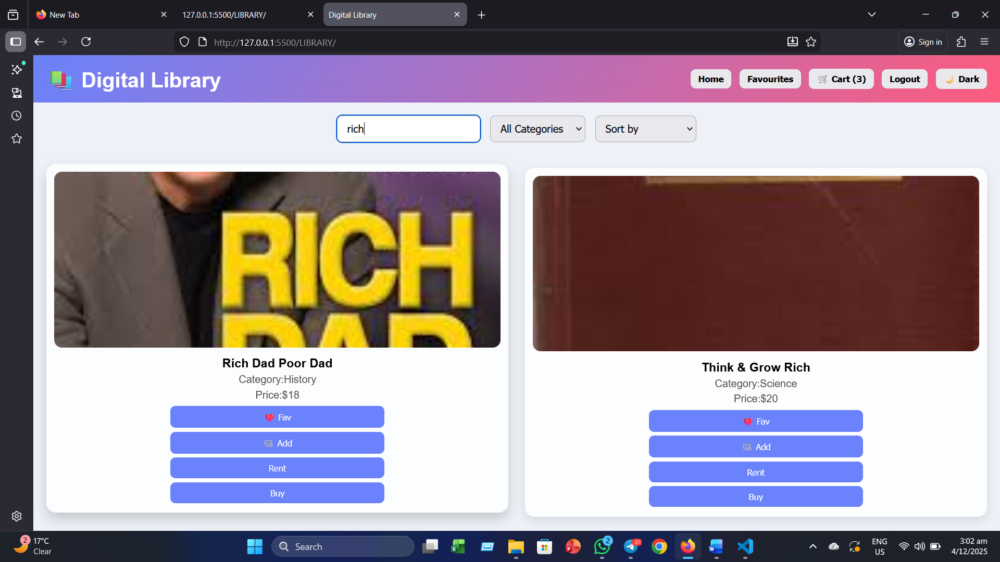 New Tab
127.0.0.1:5500/LIBRARY/
Digital Library
http://127.0.0.1:5500/LIBRARY/
Sign in
Digital Library
Home
Favourites
Cart (3)
Logout
Dark
rich
All Categories
Sort by
RICH
DAD
Rich Dad Poor Dad
Category:History
Price:$18
Fav
Add
Rent
Buy
Think & Grow Rich
Category:Science
Price:$20
Fav
Add
Rent
Buy
2
17°C
Clear
Search
2
.01
ENG
US
3:02 am
4/12/2025